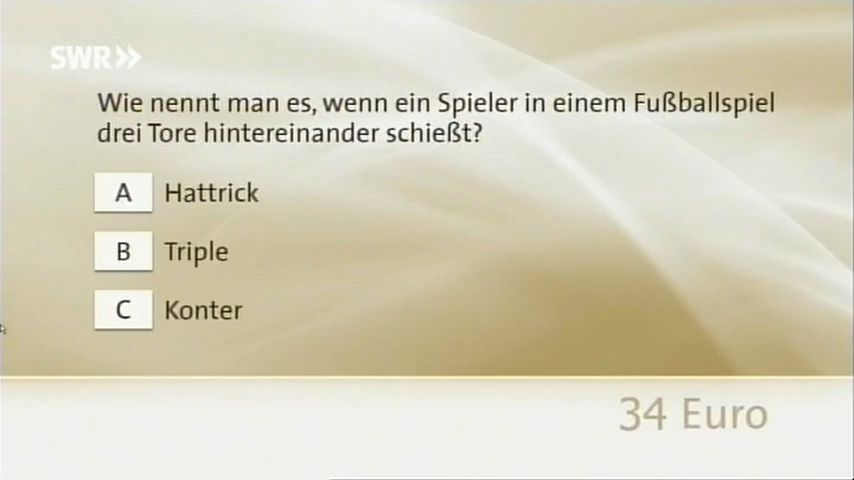 SWR»
Wie nennt man es, wenn ein Spieler in einem Fußballspiel
drei Tore hintereinander schießt?
A Hattrick
B Triple
C Konter
34 Euro